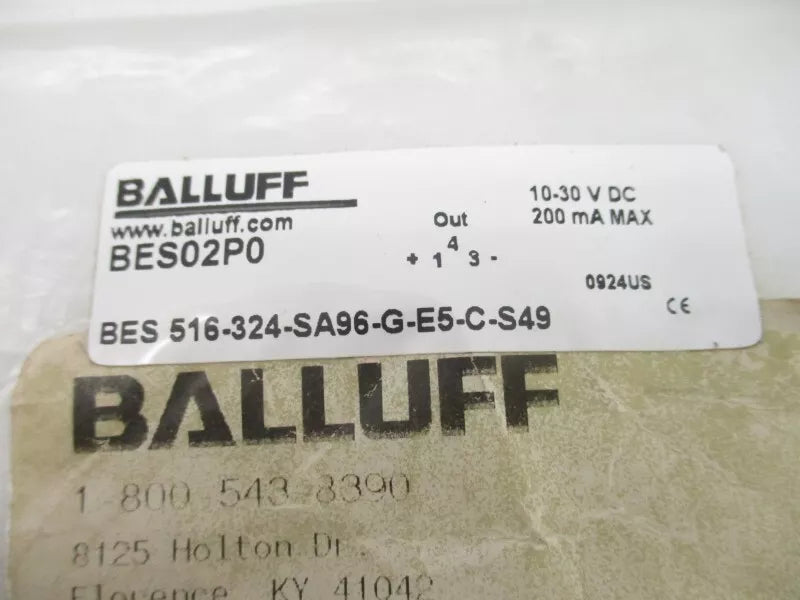 BALLUFF
www.balluff.com
BES02P0
Out
4
+ 1 3 -
10-30 V DC
200 mA MAX
0924US
CE
BES 516-324-SA96-G-E5-C-S49
BALLUFF
1-800-543-8390
8125 Holton Dr.
Florence, KY 41042